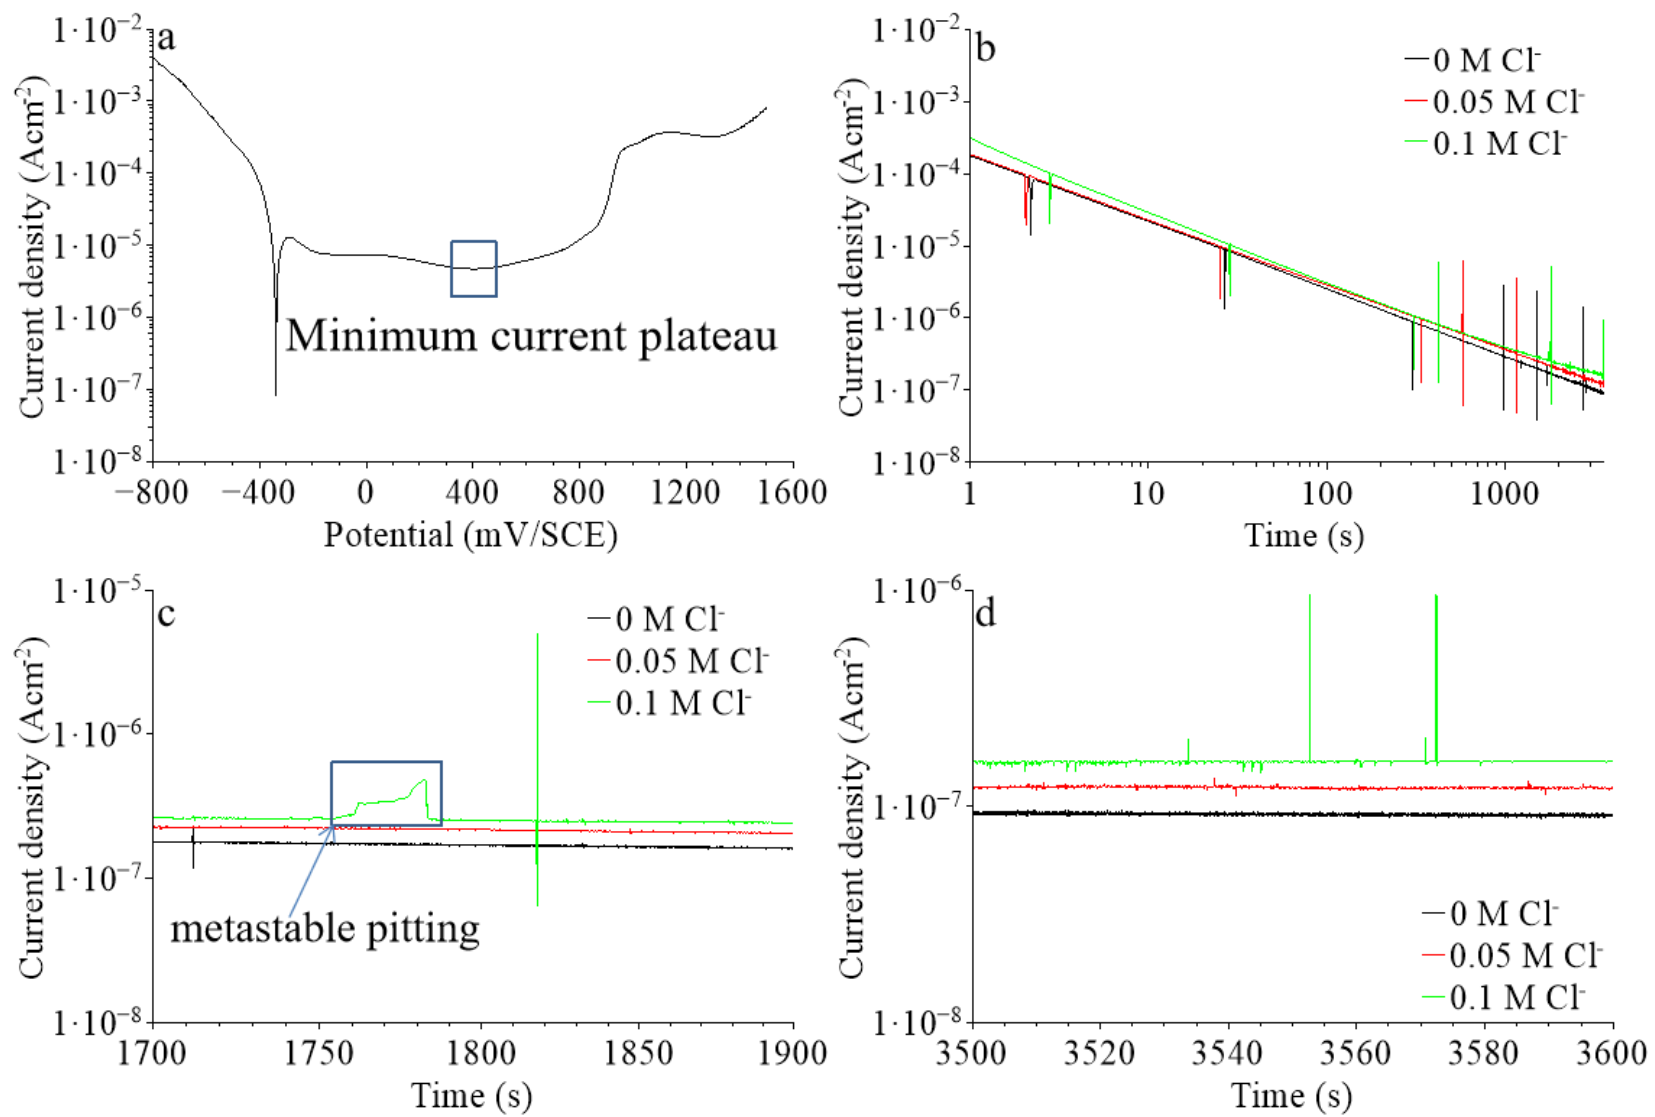 a
1·10⁻²
1·10⁻³
1·10⁻⁴
1·10⁻⁵
1·10⁻⁶
1·10⁻⁷
1·10⁻⁸
Current density (Acm⁻²)
Minimum current plateau
−800 −400 0 400 800 1200 1600
Potential (mV/SCE)
b
1·10⁻²
1·10⁻³
1·10⁻⁴
1·10⁻⁵
1·10⁻⁶
1·10⁻⁷
1·10⁻⁸
Current density (Acm⁻²)
0 M Cl⁻
0.05 M Cl⁻
0.1 M Cl⁻
1 10 100 1000
Time (s)
c
1·10⁻⁵
1·10⁻⁶
1·10⁻⁷
1·10⁻⁸
Current density (Acm⁻²)
0 M Cl⁻
0.05 M Cl⁻
0.1 M Cl⁻
metastable pitting
1700 1750 1800 1850 1900
Time (s)
d
1·10⁻⁶
1·10⁻⁷
1·10⁻⁸
Current density (Acm⁻²)
0 M Cl⁻
0.05 M Cl⁻
0.1 M Cl⁻
3500 3520 3540 3560 3580 3600
Time (s)